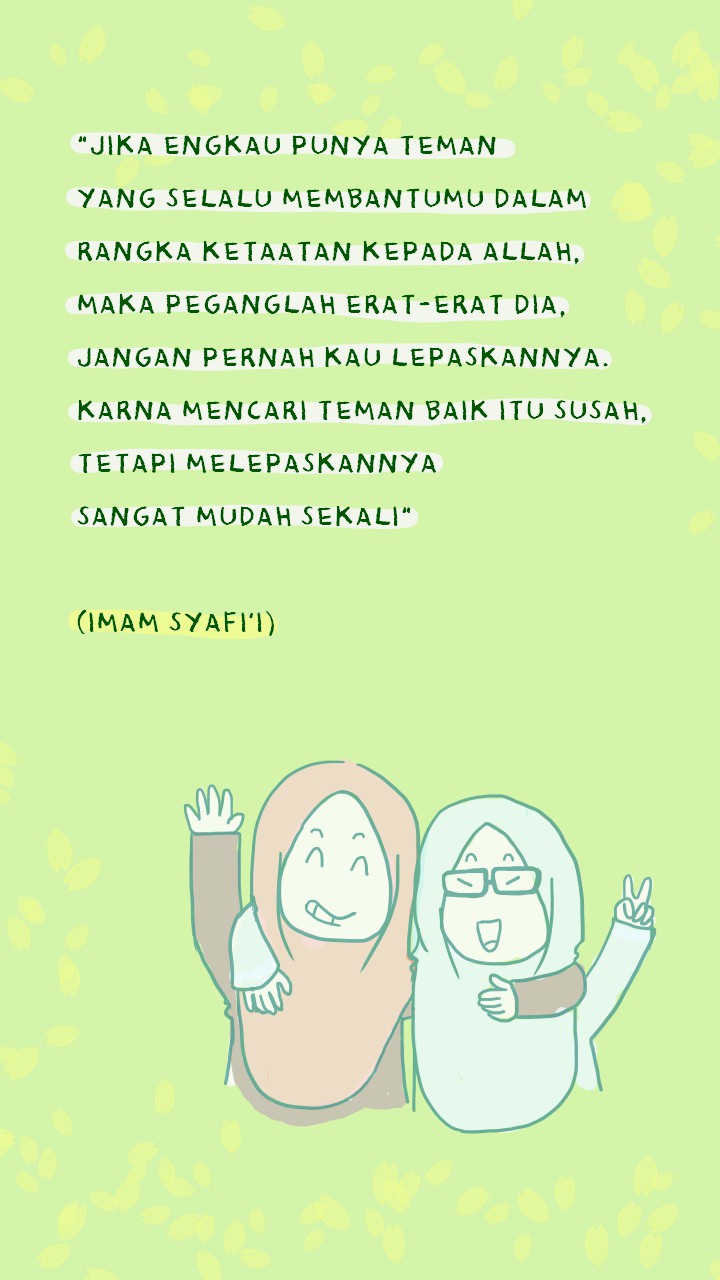 "JIKA ENGKAU PUNYA TEMAN
YANG SELALU MEMBANTUMU DALAM
RANGKA KETAATAN KEPADA ALLAH,
MAKA PEGANGLAH ERAT-ERAT DIA,
JANGAN PERNAH KAU LEPASKANNYA.
KARNA MENCARI TEMAN BAIK ITU SUSAH,
TETAPI MELEPASKANNYA
SANGAT MUDAH SEKALI"
(IMAM SYAFI'I)